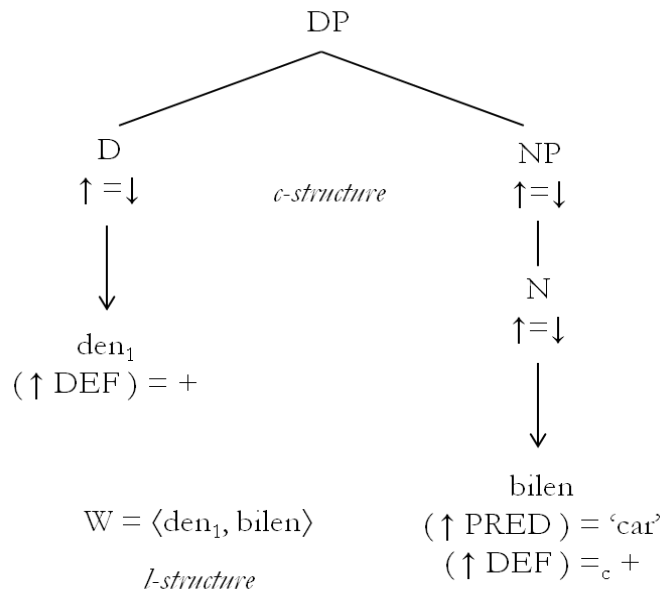 DP
D NP
↑ =↓ c-structure ↑=↓
N
↑=↓
den₁
( ↑ DEF ) = +
bilen
W = ⟨den₁, bilen⟩ ( ↑ PRED ) = ‘car’
l-structure ( ↑ DEF ) =c +